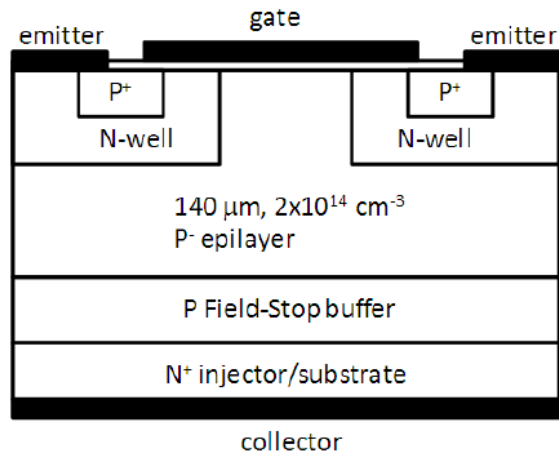 gate
emitter
emitter
P⁺
P⁺
N-well
N-well
140 μm, 2x10¹⁴ cm⁻³
P⁻ epilayer
P Field-Stop buffer
N⁺ injector/substrate
collector